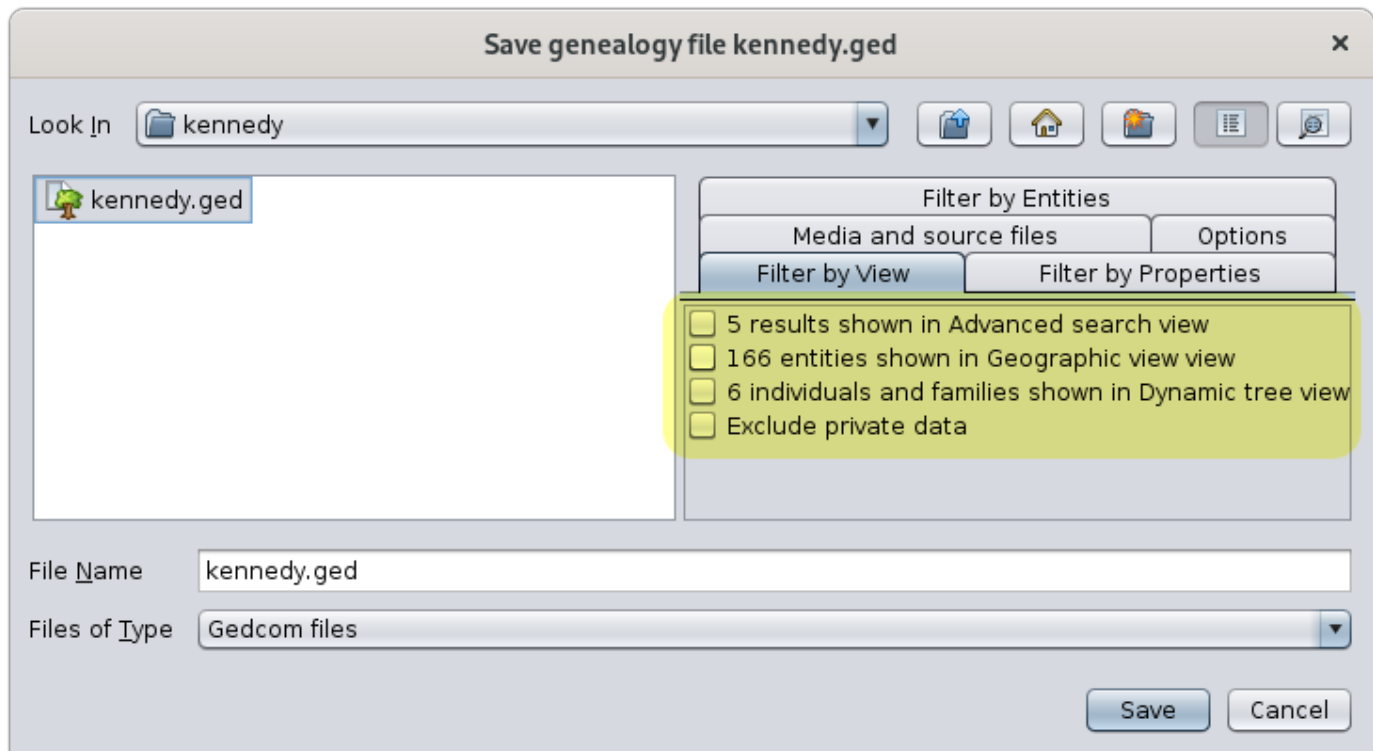 Save genealogy file kennedy.ged
Look In kennedy
kennedy.ged
Filter by Entities
Media and source files Options
Filter by View Filter by Properties
5 results shown in Advanced search view
166 entities shown in Geographic view view
6 individuals and families shown in Dynamic tree view
Exclude private data
File Name kennedy.ged
Files of Type Gedcom files
Save Cancel